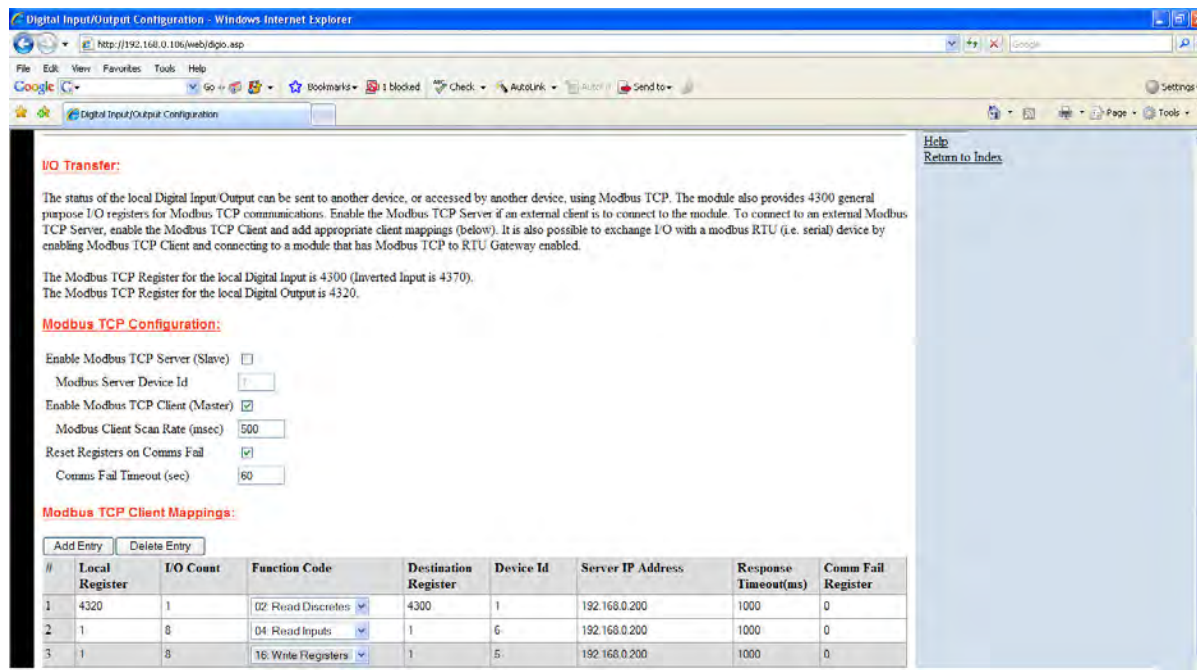 Digital Input/Output Configuration - Windows Internet Explorer
http://192.168.0.106/web/digio.asp
Google
File Edit View Favorites Tools Help
Google G Go Bookmarks 1 blocked Check AutoLink AutoFill Send to Settings
Digital Input/Output Configuration
Page Tools
Help
Return to Index
I/O Transfer:
The status of the local Digital Input/Output can be sent to another device, or accessed by another device, using Modbus TCP. The module also provides 4300 general
purpose I/O registers for Modbus TCP communications. Enable the Modbus TCP Server if an external client is to connect to the module. To connect to an external Modbus
TCP Server, enable the Modbus TCP Client and add appropriate client mappings (below). It is also possible to exchange I/O with a modbus RTU (i.e. serial) device by
enabling Modbus TCP Client and connecting to a module that has Modbus TCP to RTU Gateway enabled.
The Modbus TCP Register for the local Digital Input is 4300 (Inverted Input is 4370).
The Modbus TCP Register for the local Digital Output is 4320.
Modbus TCP Configuration:
Enable Modbus TCP Server (Slave)
Modbus Server Device Id 1
Enable Modbus TCP Client (Master)
Modbus Client Scan Rate (msec) 500
Reset Registers on Comms Fail
Comms Fail Timeout (sec) 60
Modbus TCP Client Mappings:
Add Entry Delete Entry
# Local Register I/O Count Function Code Destination Register Device Id Server IP Address Response Timeout(ms) Comm Fail Register
1 4320 1 02: Read Discretes 4300 1 192.168.0.200 1000 0
2 1 8 04: Read Inputs 1 6 192.168.0.200 1000 0
3 1 8 16: Write Registers 1 5 192.168.0.200 1000 0